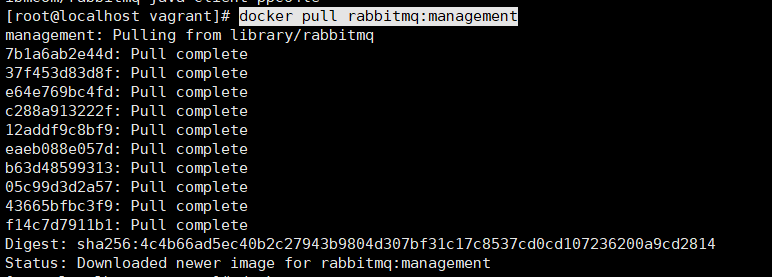 [root@localhost vagrant]# docker pull rabbitmq:management
management: Pulling from library/rabbitmq
7b1a6ab2e44d: Pull complete
37f453d83d8f: Pull complete
e64e769bc4fd: Pull complete
c288a913222f: Pull complete
12addf9c8bf9: Pull complete
eaeb088e057d: Pull complete
b63d48599313: Pull complete
05c99d3d2a57: Pull complete
43665bfbc3f9: Pull complete
f14c7d7911b1: Pull complete
Digest: sha256:4c4b66ad5ec40b2c27943b9804d307bf31c17c8537cd0cd107236200a9cd2814
Status: Downloaded newer image for rabbitmq:management